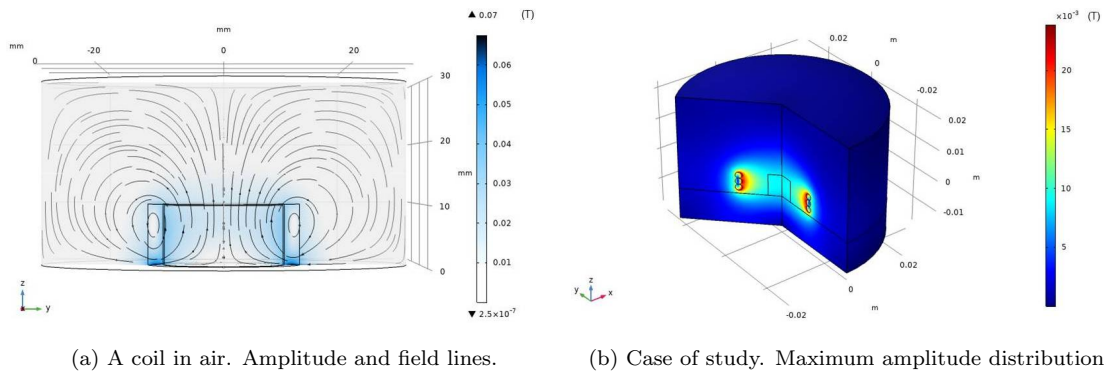 ▲ 0.07 (T)
mm
mm
-20 0 20
0
30
20
mm
10
0
0.06
0.05
0.04
0.03
0.02
0.01
▼ 2.5×10⁻⁷
z
y
(a) A coil in air. Amplitude and field lines.
×10⁻³ (T)
0.02
m
0
-0.02
0.02
0.01
0
m
-0.01
0.02
0
m
-0.02
20
15
10
5
z
y
x
(b) Case of study. Maximum amplitude distribution